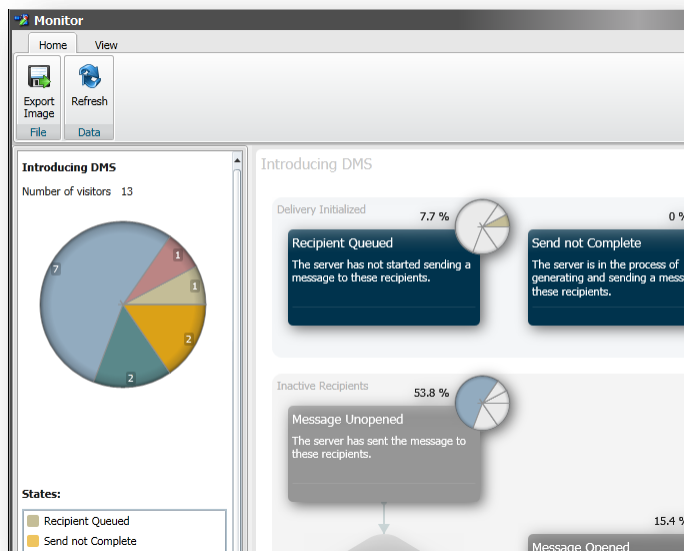 Monitor
Home View
Export
Image
Refresh
File
Data
Introducing DMS
Number of visitors 13
7
1
1
2
2
States:
Recipient Queued
Send not Complete
Introducing DMS
Delivery Initialized
7.7 %
Recipient Queued
The server has not started sending a
message to these recipients.
0 %
Send not Complete
The server is in the process of
generating and sending a mess
these recipients.
Inactive Recipients
53.8 %
Message Unopened
The server has sent the message to
these recipients.
15.4 %
Message Opened